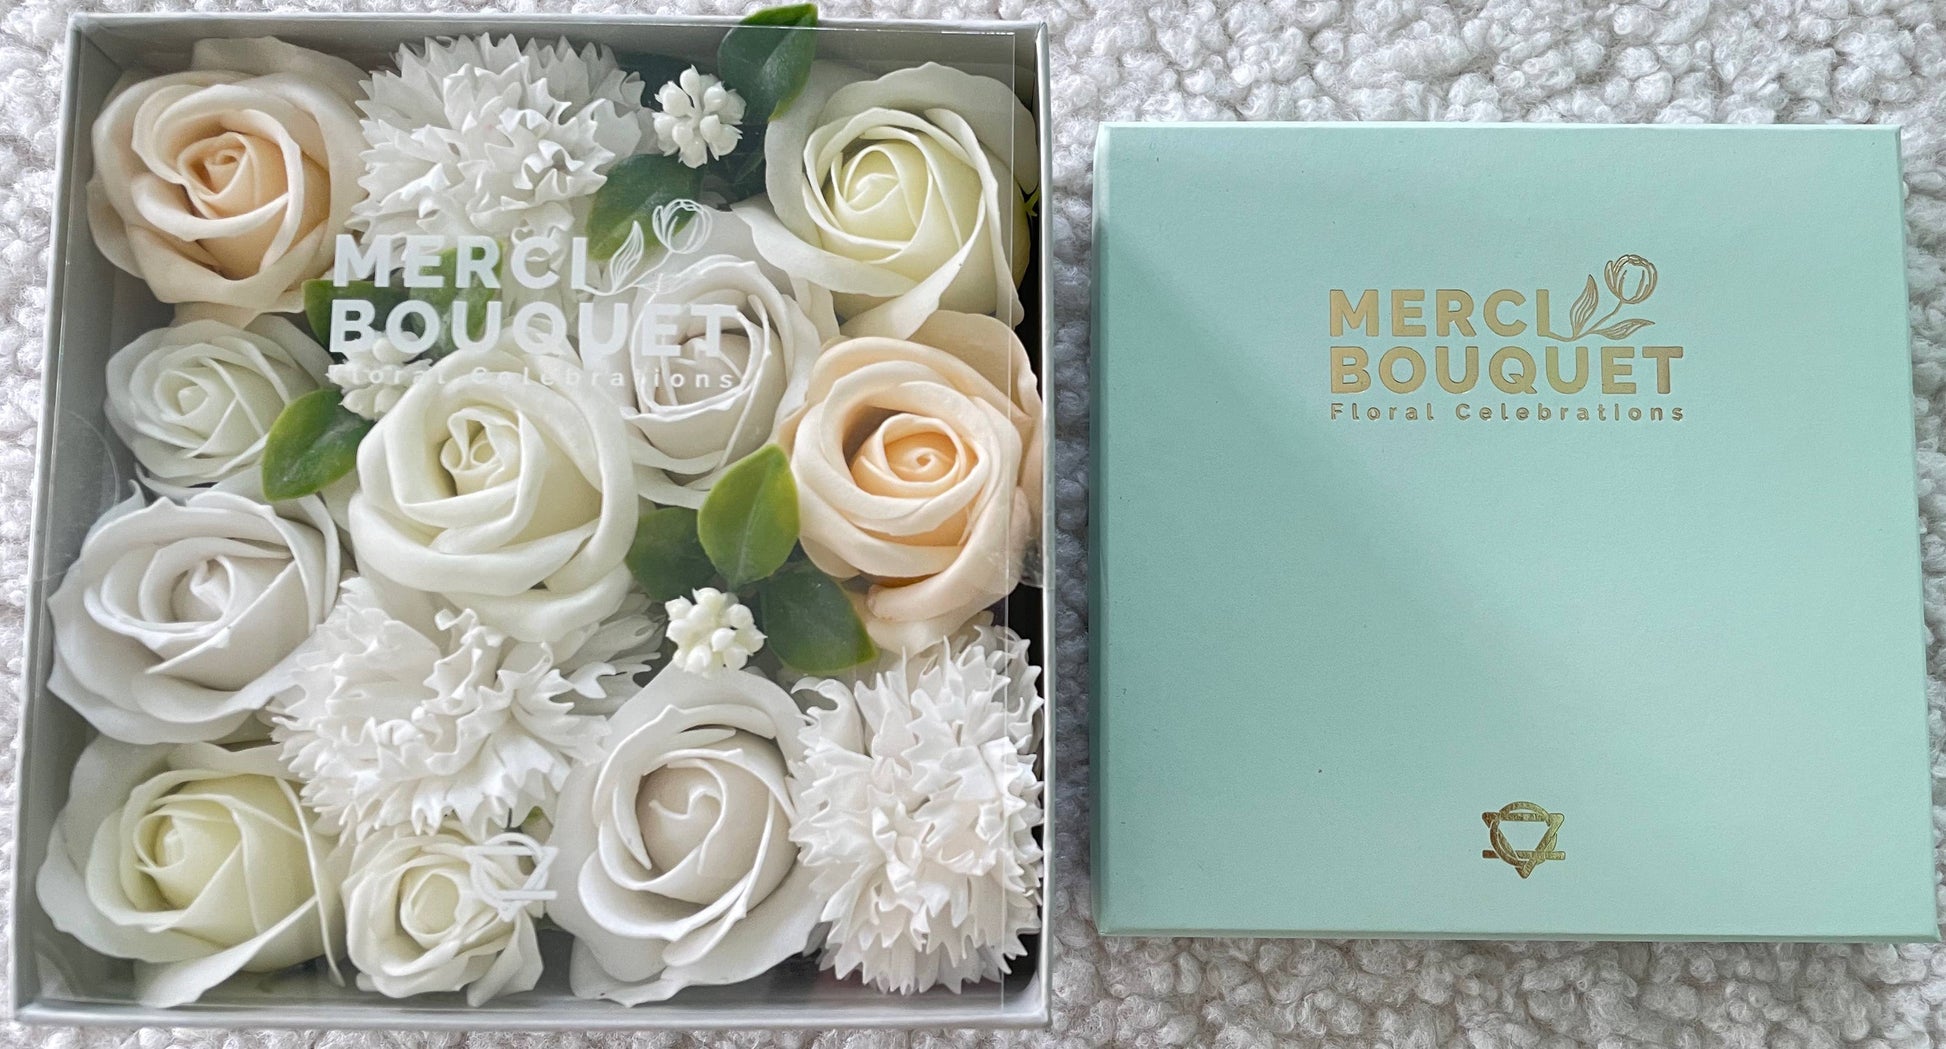 MERCI
BOUQUET
Floral Celebrations
MERCI
BOUQUET
Floral Celebrations